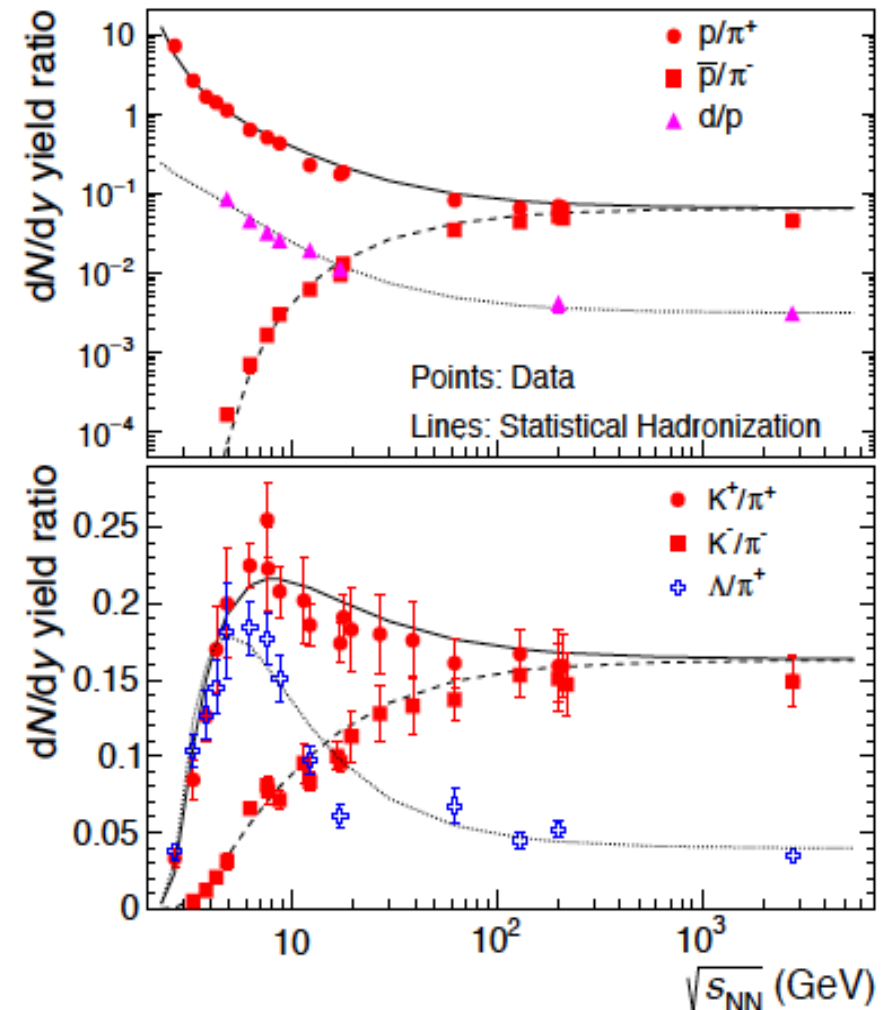 dN/dy yield ratio
10
1
10⁻¹
10⁻²
10⁻³
10⁻⁴
p/π⁺
p̅/π⁻
d/p
Points: Data
Lines: Statistical Hadronization
dN/dy yield ratio
0.25
0.2
0.15
0.1
0.05
0
K⁺/π⁺
K⁻/π⁻
Λ/π⁺
10
10²
10³
√sNN (GeV)